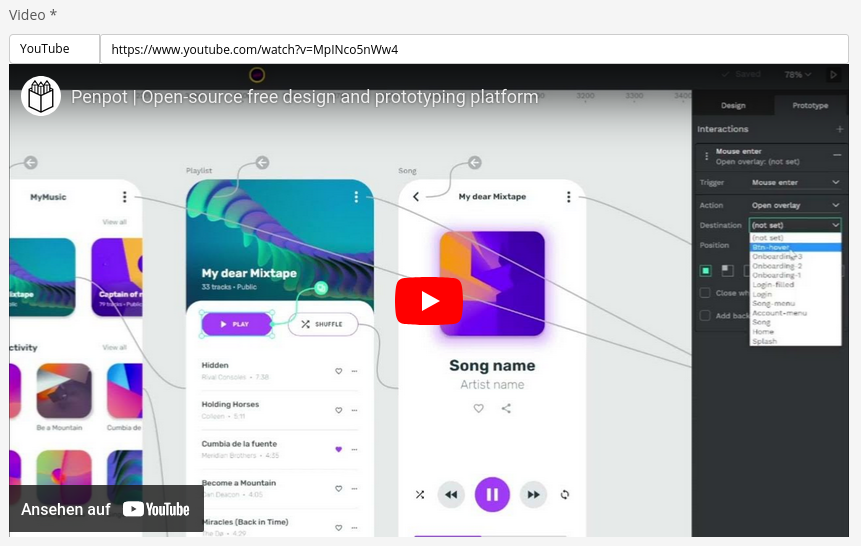 Video *
YouTube
https://www.youtube.com/watch?v=MpINco5nWw4
Penpot | Open-source free design and prototyping platform
Saved
78%
3200
3300
Design
Prototype
Interactions
Mouse enter
Open overlay: (not set)
Trigger
Mouse enter
Action
Open overlay
Destination
(not set)
(not set)
Btn-hover
Onboarding-3
Onboarding-2
Onboarding-1
Login-filled
Login
Song-menu
Account-menu
Song
Home
Splash
Position
Close
Add
MyMusic
View all
Captain of
79 tracks • Public
View all
Be a Mountain
Cumbia de
Playlist
My dear Mixtape
33 tracks • Public
PLAY
SHUFFLE
Hidden
Rival Consoles • 7:38
Holding Horses
Coleen • 5:11
Cumbia de la fuente
Meridian Brothers • 4:35
Become a Mountain
Dan Deacon • 4:05
Miracles (Back in Time)
4:29
Song
My dear Mixtape
Song name
Artist name
Ansehen auf YouTube